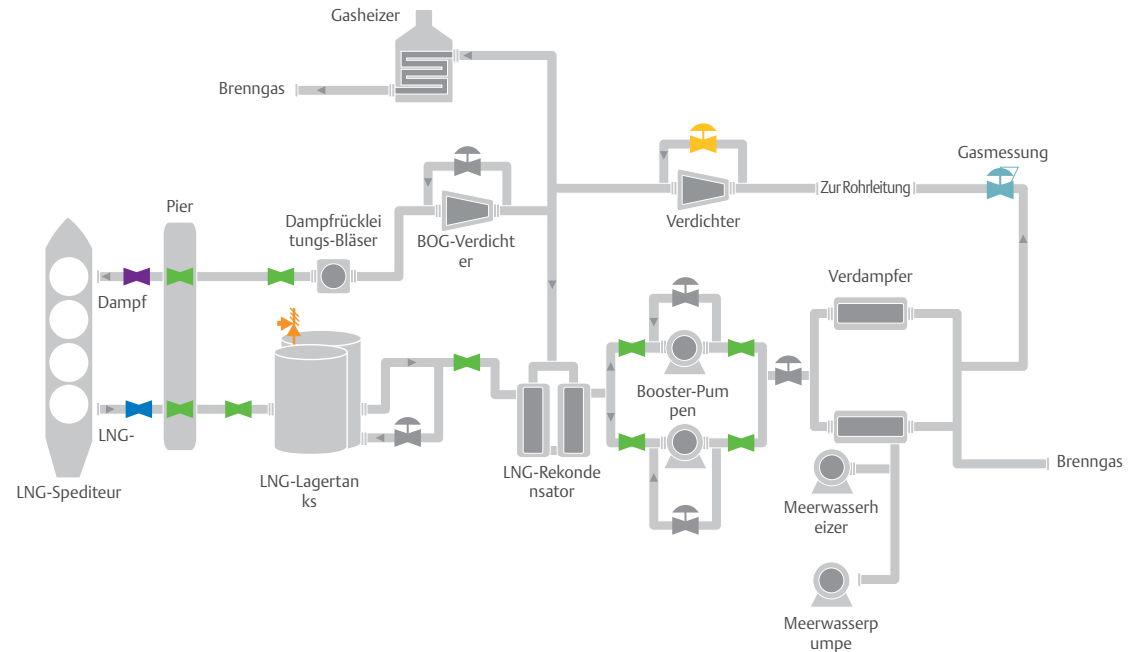 Gasheizer
Brenngas
Gasmessung
Zur Rohrleitung
Pier
Dampfrücklei
tungs-Bläser
BOG-Verdicht
er
Verdichter
Dampf
Verdampfer
Booster-Pum
pen
LNG-
LNG-Spediteur
LNG-Lagertan
ks
LNG-Rekonde
nsator
Brenngas
Meerwasserh
eizer
Meerwasserp
umpe